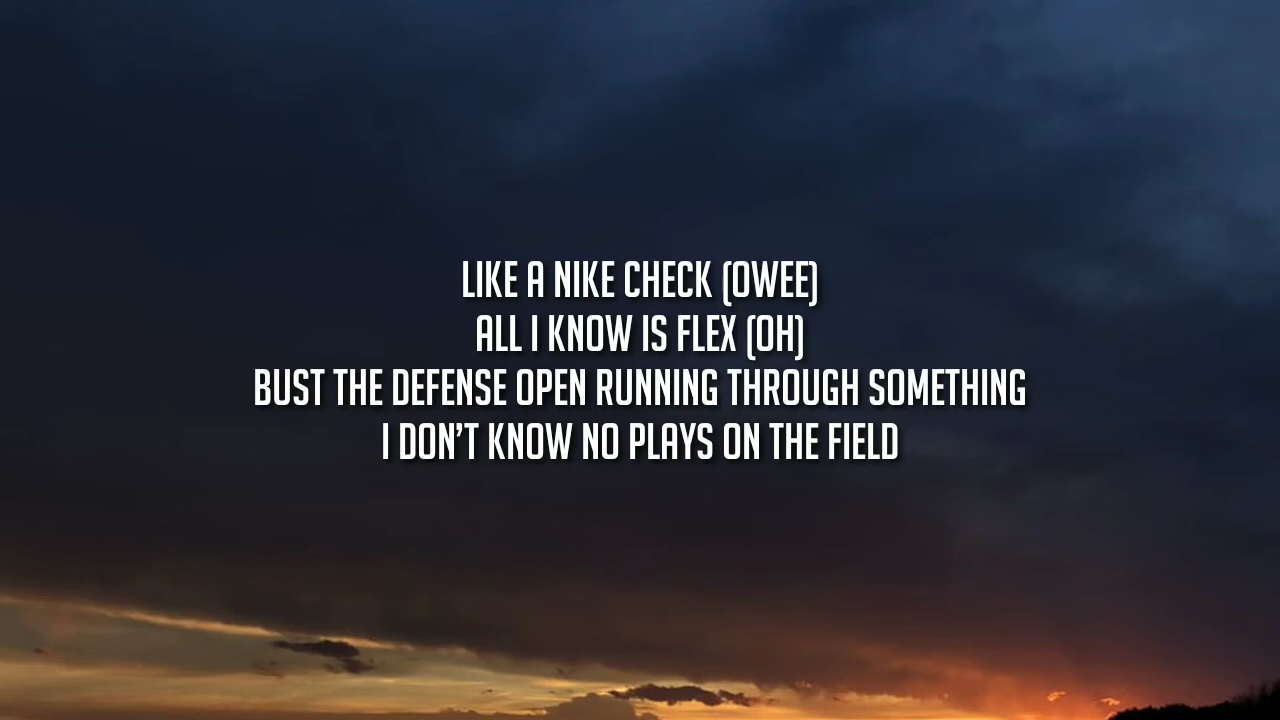 LIKE A NIKE CHECK (OWEE)
ALL I KNOW IS FLEX (OH)
BUST THE DEFENSE OPEN RUNNING THROUGH SOMETHING
I DON’T KNOW NO PLAYS ON THE FIELD